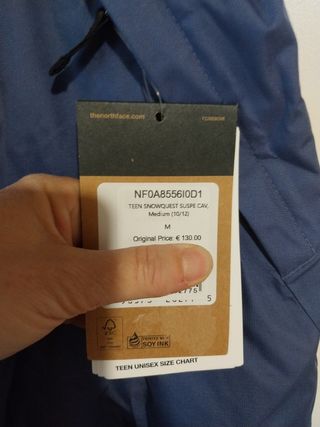 thenorthface.com
NF0A8556I0D1
TEEN SNOWQUEST SUSPE CAV,
Medium (10/12)
M
Original Price: € 130.00
FSC
PRINTED WITH
SOY INK
TEEN UNISEX SIZE CHART